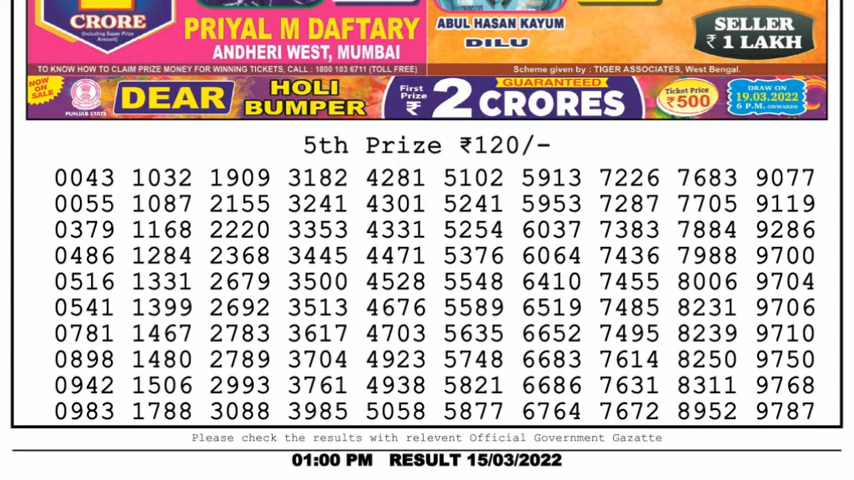 1
CRORE
(Including Super Prize Amount)
PRIYAL M DAFTARY
ANDHERI WEST, MUMBAI
ABUL HASAN KAYUM
DILU
SELLER
₹ 1 LAKH
TO KNOW HOW TO CLAIM PRIZE MONEY FOR WINNING TICKETS, CALL : 1800 103 6711 (TOLL FREE)
Scheme given by : TIGER ASSOCIATES, West Bengal.
NOW ON SALE
PUNJAB STATE
DEAR
HOLI
BUMPER
First Prize ₹
2 CRORES
GUARANTEED
Ticket Price
₹500
DRAW ON
19.03.2022
6 P.M. ONWARDS
5th Prize ₹120/-
0043 1032 1909 3182 4281 5102 5913 7226 7683 9077
0055 1087 2155 3241 4301 5241 5953 7287 7705 9119
0379 1168 2220 3353 4331 5254 6037 7383 7884 9286
0486 1284 2368 3445 4471 5376 6064 7436 7988 9700
0516 1331 2679 3500 4528 5548 6410 7455 8006 9704
0541 1399 2692 3513 4676 5589 6519 7485 8231 9706
0781 1467 2783 3617 4703 5635 6652 7495 8239 9710
0898 1480 2789 3704 4923 5748 6683 7614 8250 9750
0942 1506 2993 3761 4938 5821 6686 7631 8311 9768
0983 1788 3088 3985 5058 5877 6764 7672 8952 9787
Please check the results with relevent Official Government Gazatte
01:00 PM RESULT 15/03/2022